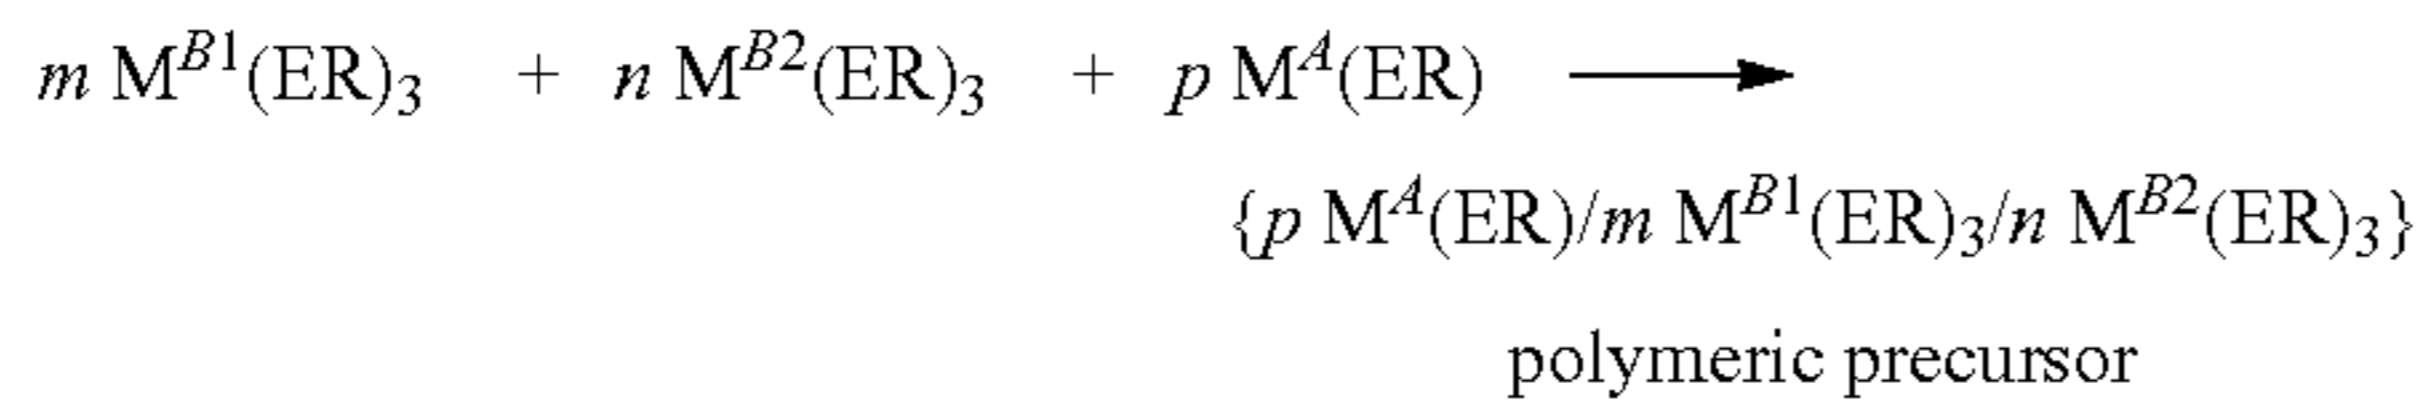 m M^{B1}(ER)_3 + n M^{B2}(ER)_3 + p M^A(ER) ⟶
{p M^A(ER)/m M^{B1}(ER)_3/n M^{B2}(ER)_3}
polymeric precursor